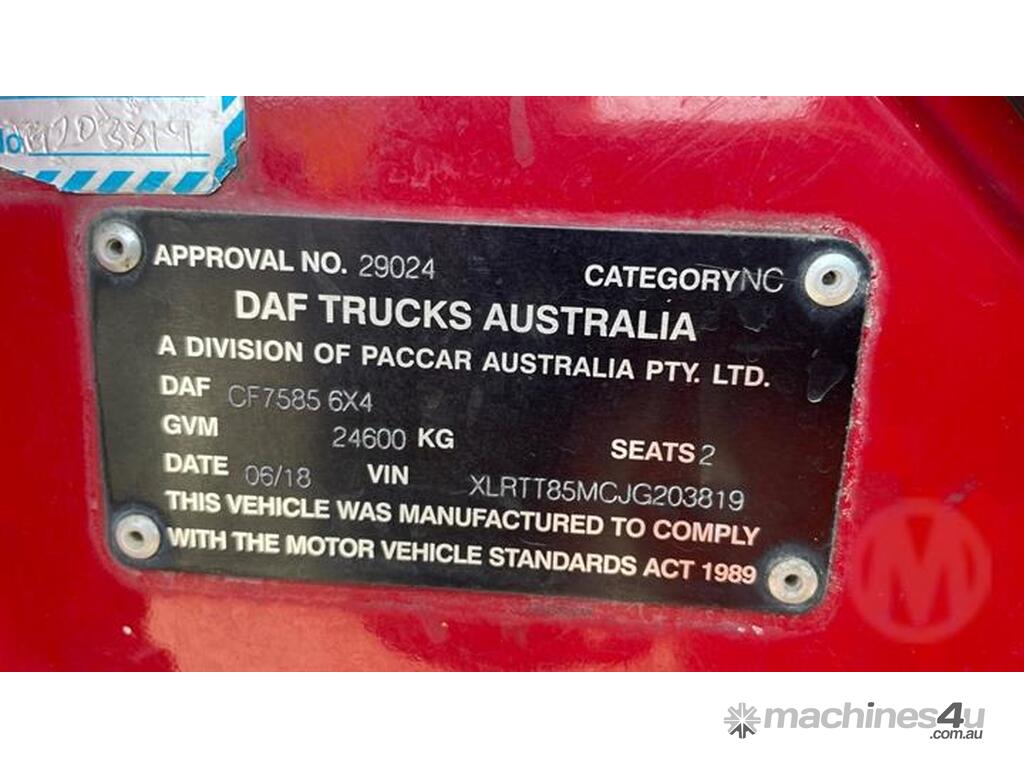 203819
APPROVAL NO. 29024 CATEGORY NC
DAF TRUCKS AUSTRALIA
A DIVISION OF PACCAR AUSTRALIA PTY. LTD.
DAF CF7585 6X4
GVM 24600 KG SEATS 2
DATE 06/18 VIN XLRTT85MCJG203819
THIS VEHICLE WAS MANUFACTURED TO COMPLY
WITH THE MOTOR VEHICLE STANDARDS ACT 1989
M
machines4u
.com.au